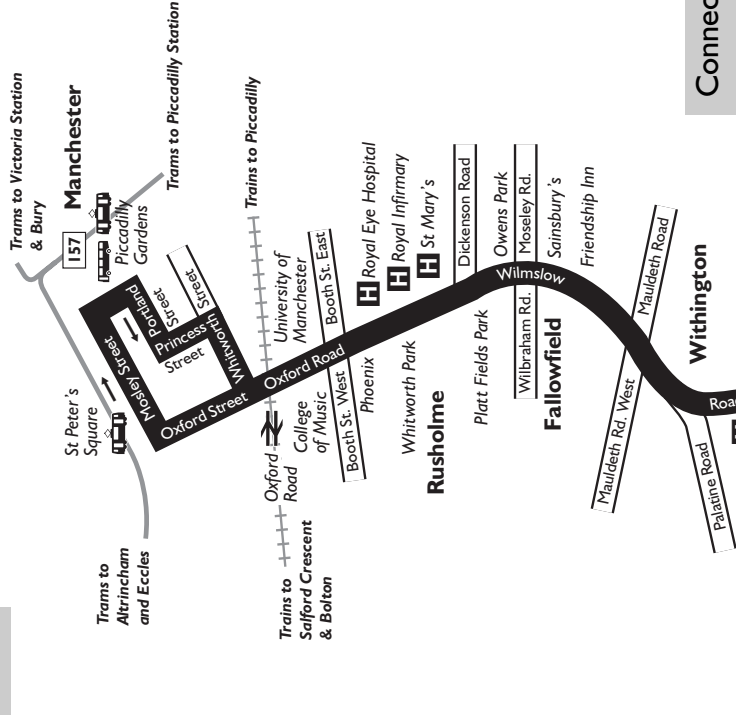 Trams to Victoria Station
& Bury
Manchester
157
Piccadilly
Gardens
Trams to Piccadilly Station
St Peter's
Square
Mosley Street
Portland
Street
Princess
Street
Street
Whitworth
Oxford Street
Trams to
Altrincham
and Eccles
Trains to Piccadilly
Oxford
Road
Trains to
Salford Crescent
& Bolton
University of
Manchester
Oxford Road
College
of Music
Booth St. East
Booth St. West
Phoenix
H Royal Eye Hospital
H Royal Infirmary
H St Mary's
Whitworth Park
Rusholme
Dickenson Road
Platt Fields Park
Owens Park
Wilmslow
Moseley Rd.
Wilbraham Rd.
Sainsbury's
Fallowfield
Friendship Inn
Mauldeth Road
Mauldeth Rd. West
Withington
Palatine Road